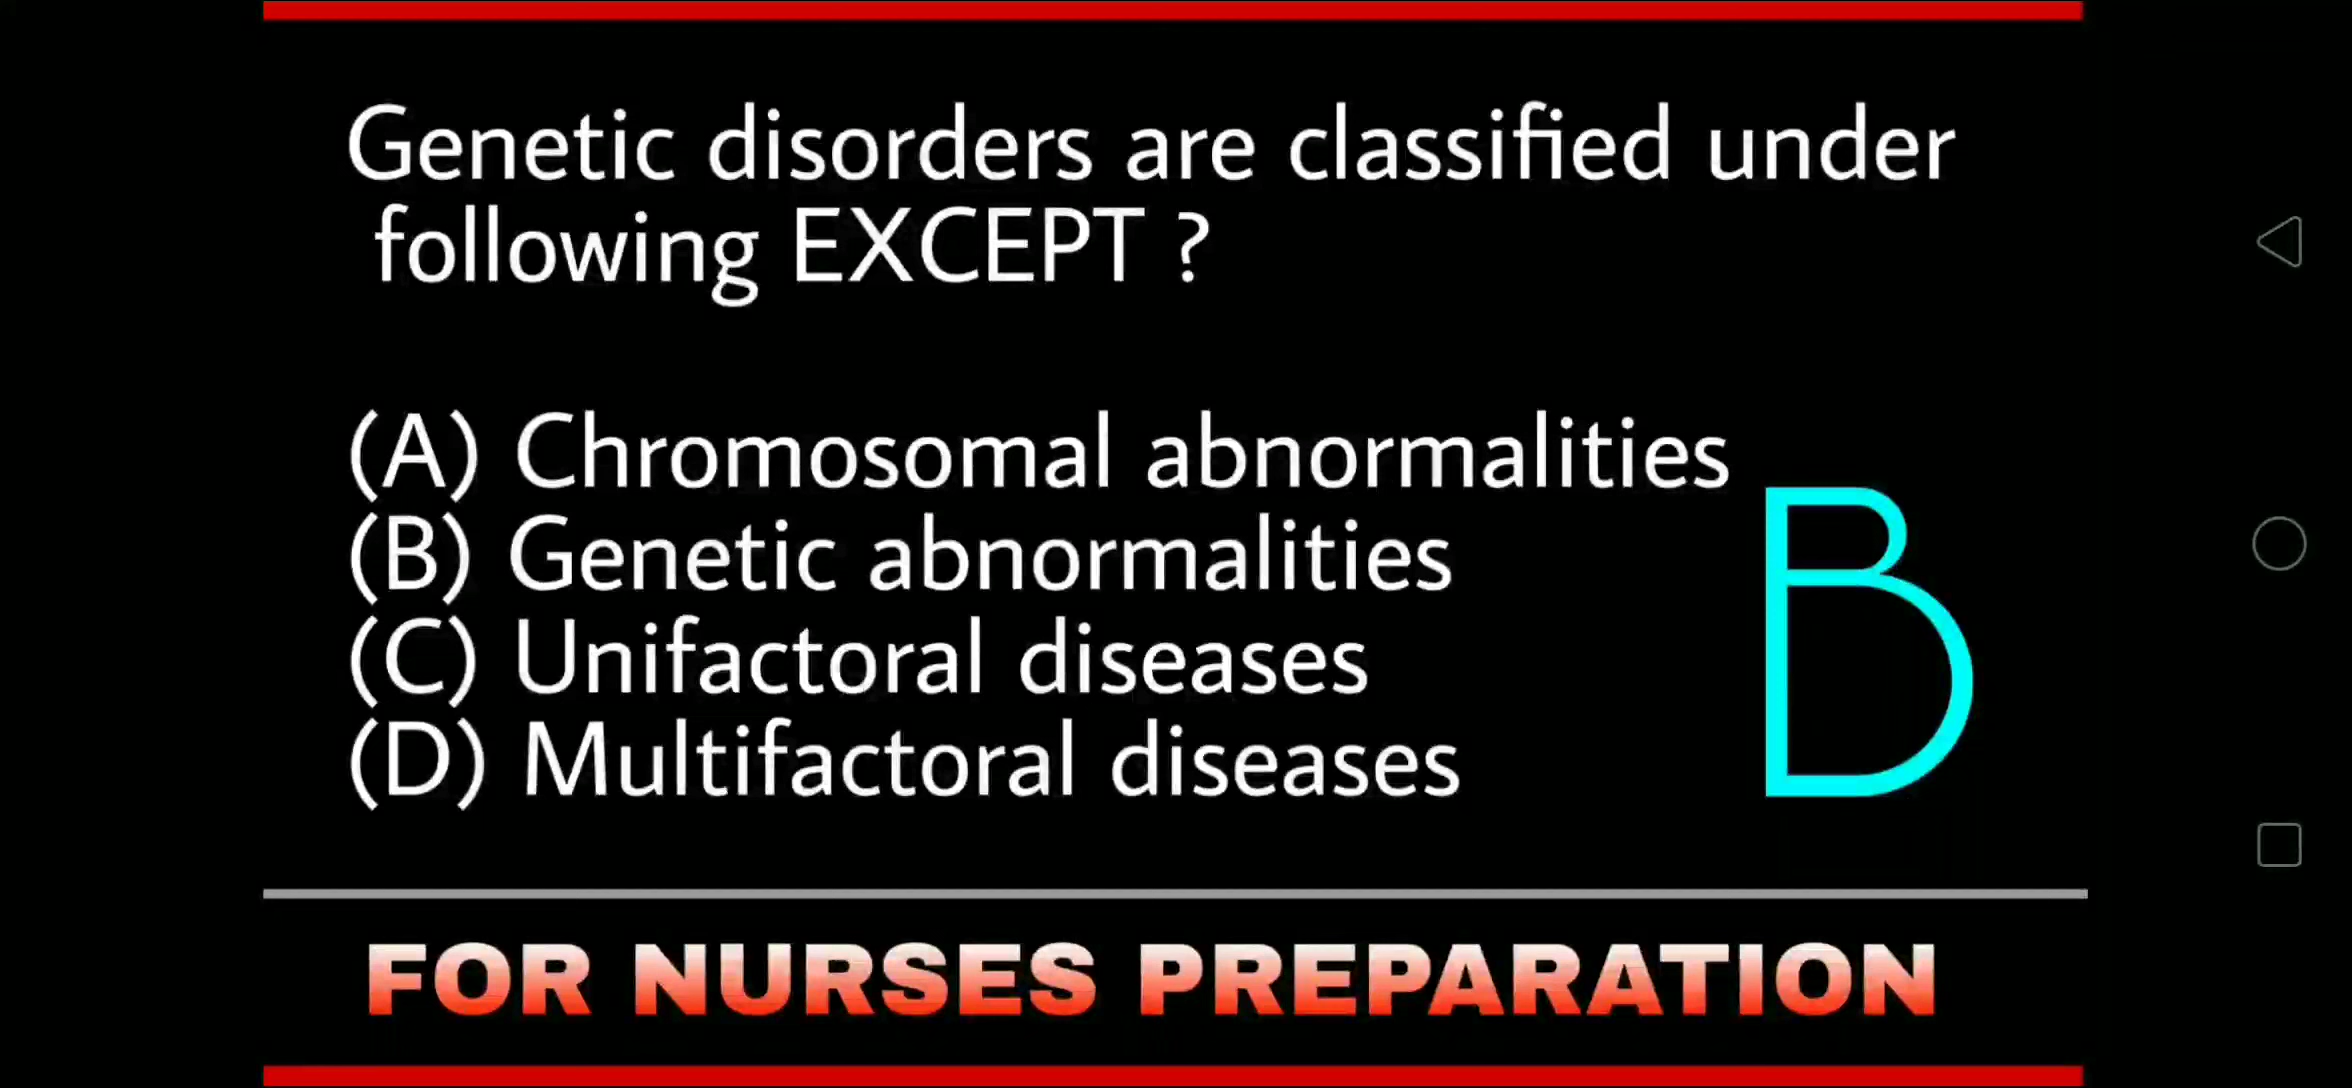 Genetic disorders are classified under
following EXCEPT ?
(A) Chromosomal abnormalities
(B) Genetic abnormalities
(C) Unifactoral diseases
(D) Multifactoral diseases
B
FOR NURSES PREPARATION